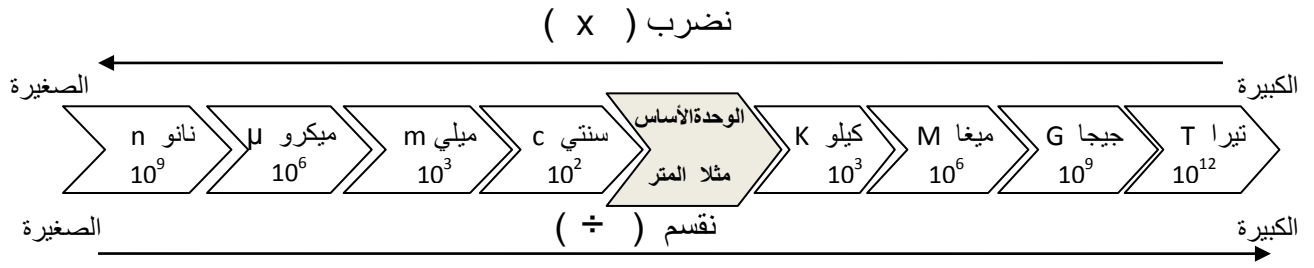 نضرب ( x )
الكبيرة
الصغيرة
تيرا T 10^12
جيجا G 10^9
ميغا M 10^6
كيلو K 10^3
الوحدةالأساس
مثلا المتر
سنتي c 10^2
ميلي m 10^3
ميكرو μ 10^6
نانو n 10^9
نقسم ( ÷ )
الكبيرة
الصغيرة